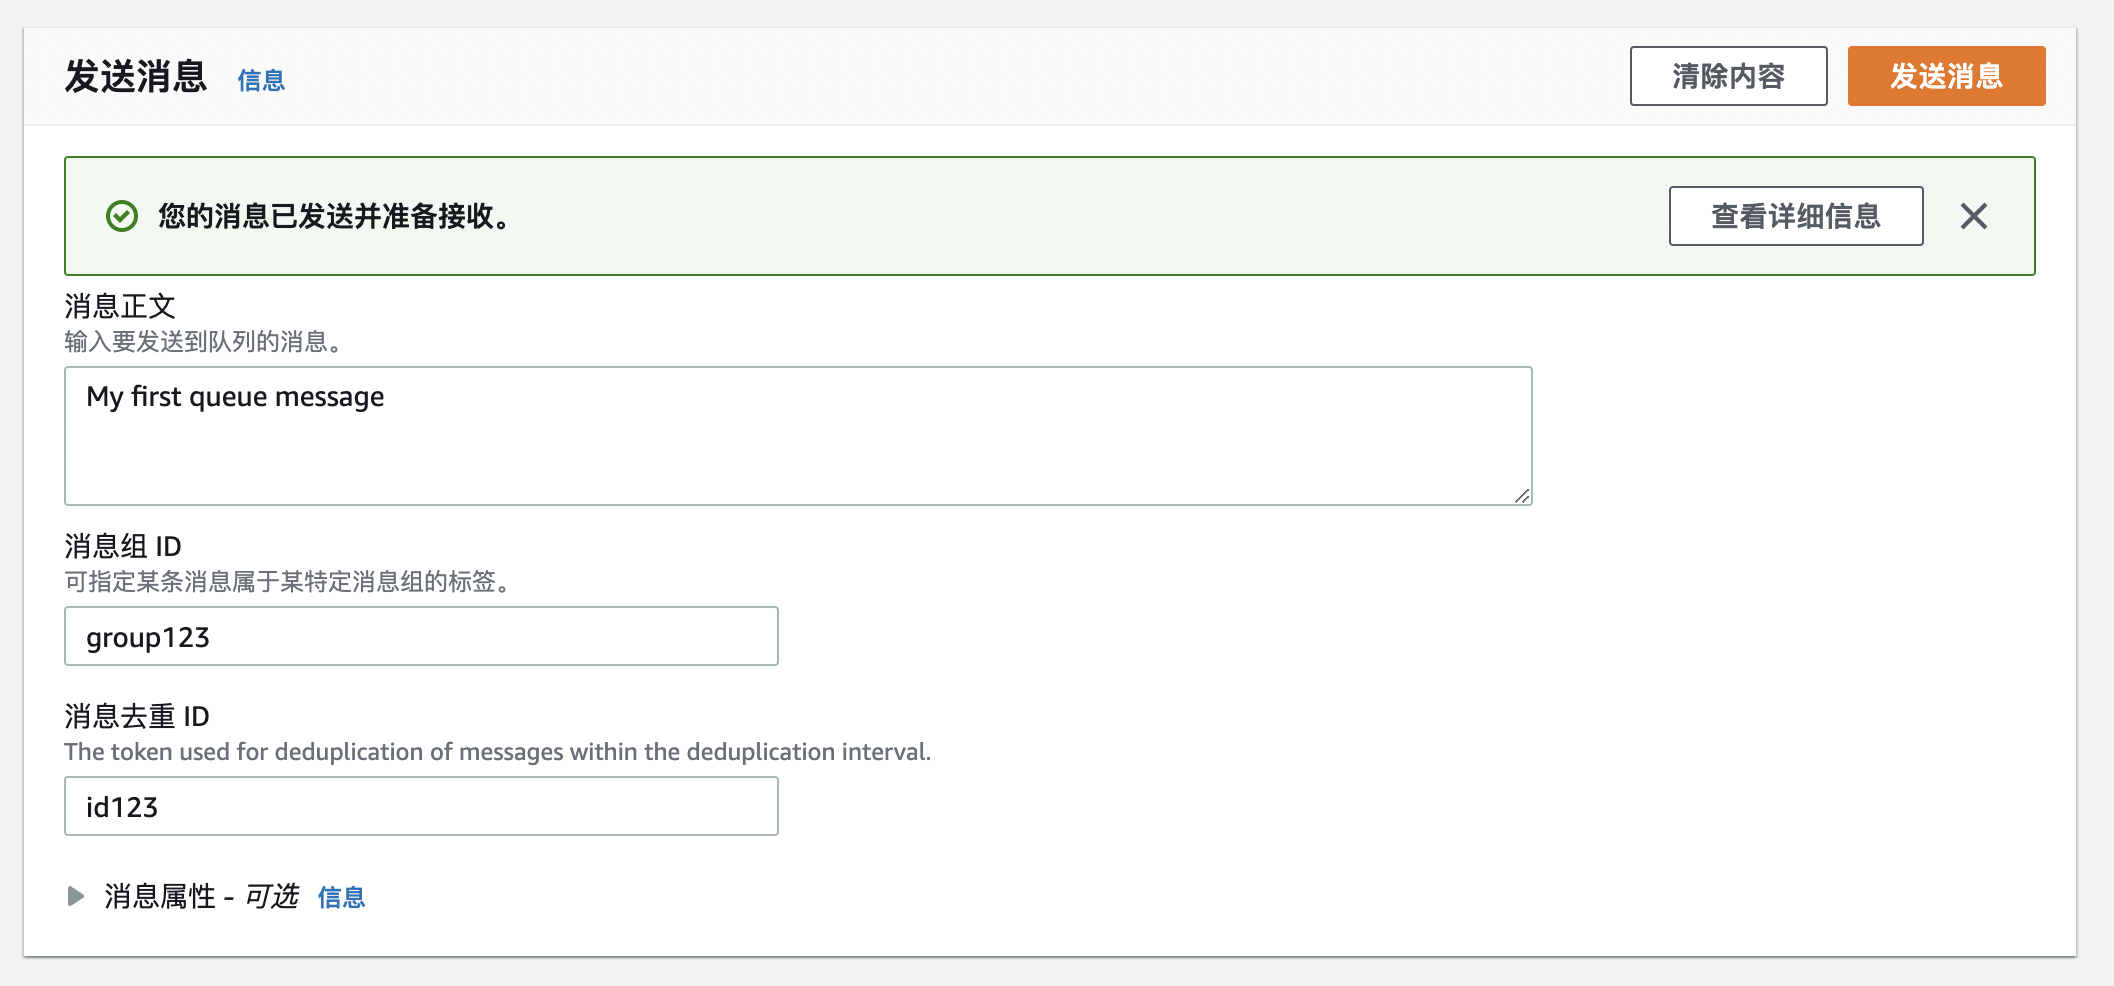 发送消息 信息 清除内容 发送消息
您的消息已发送并准备接收。 查看详细信息
消息正文
输入要发送到队列的消息。
My first queue message
消息组 ID
可指定某条消息属于某特定消息组的标签。
group123
消息去重 ID
The token used for deduplication of messages within the deduplication interval.
id123
消息属性 - 可选 信息